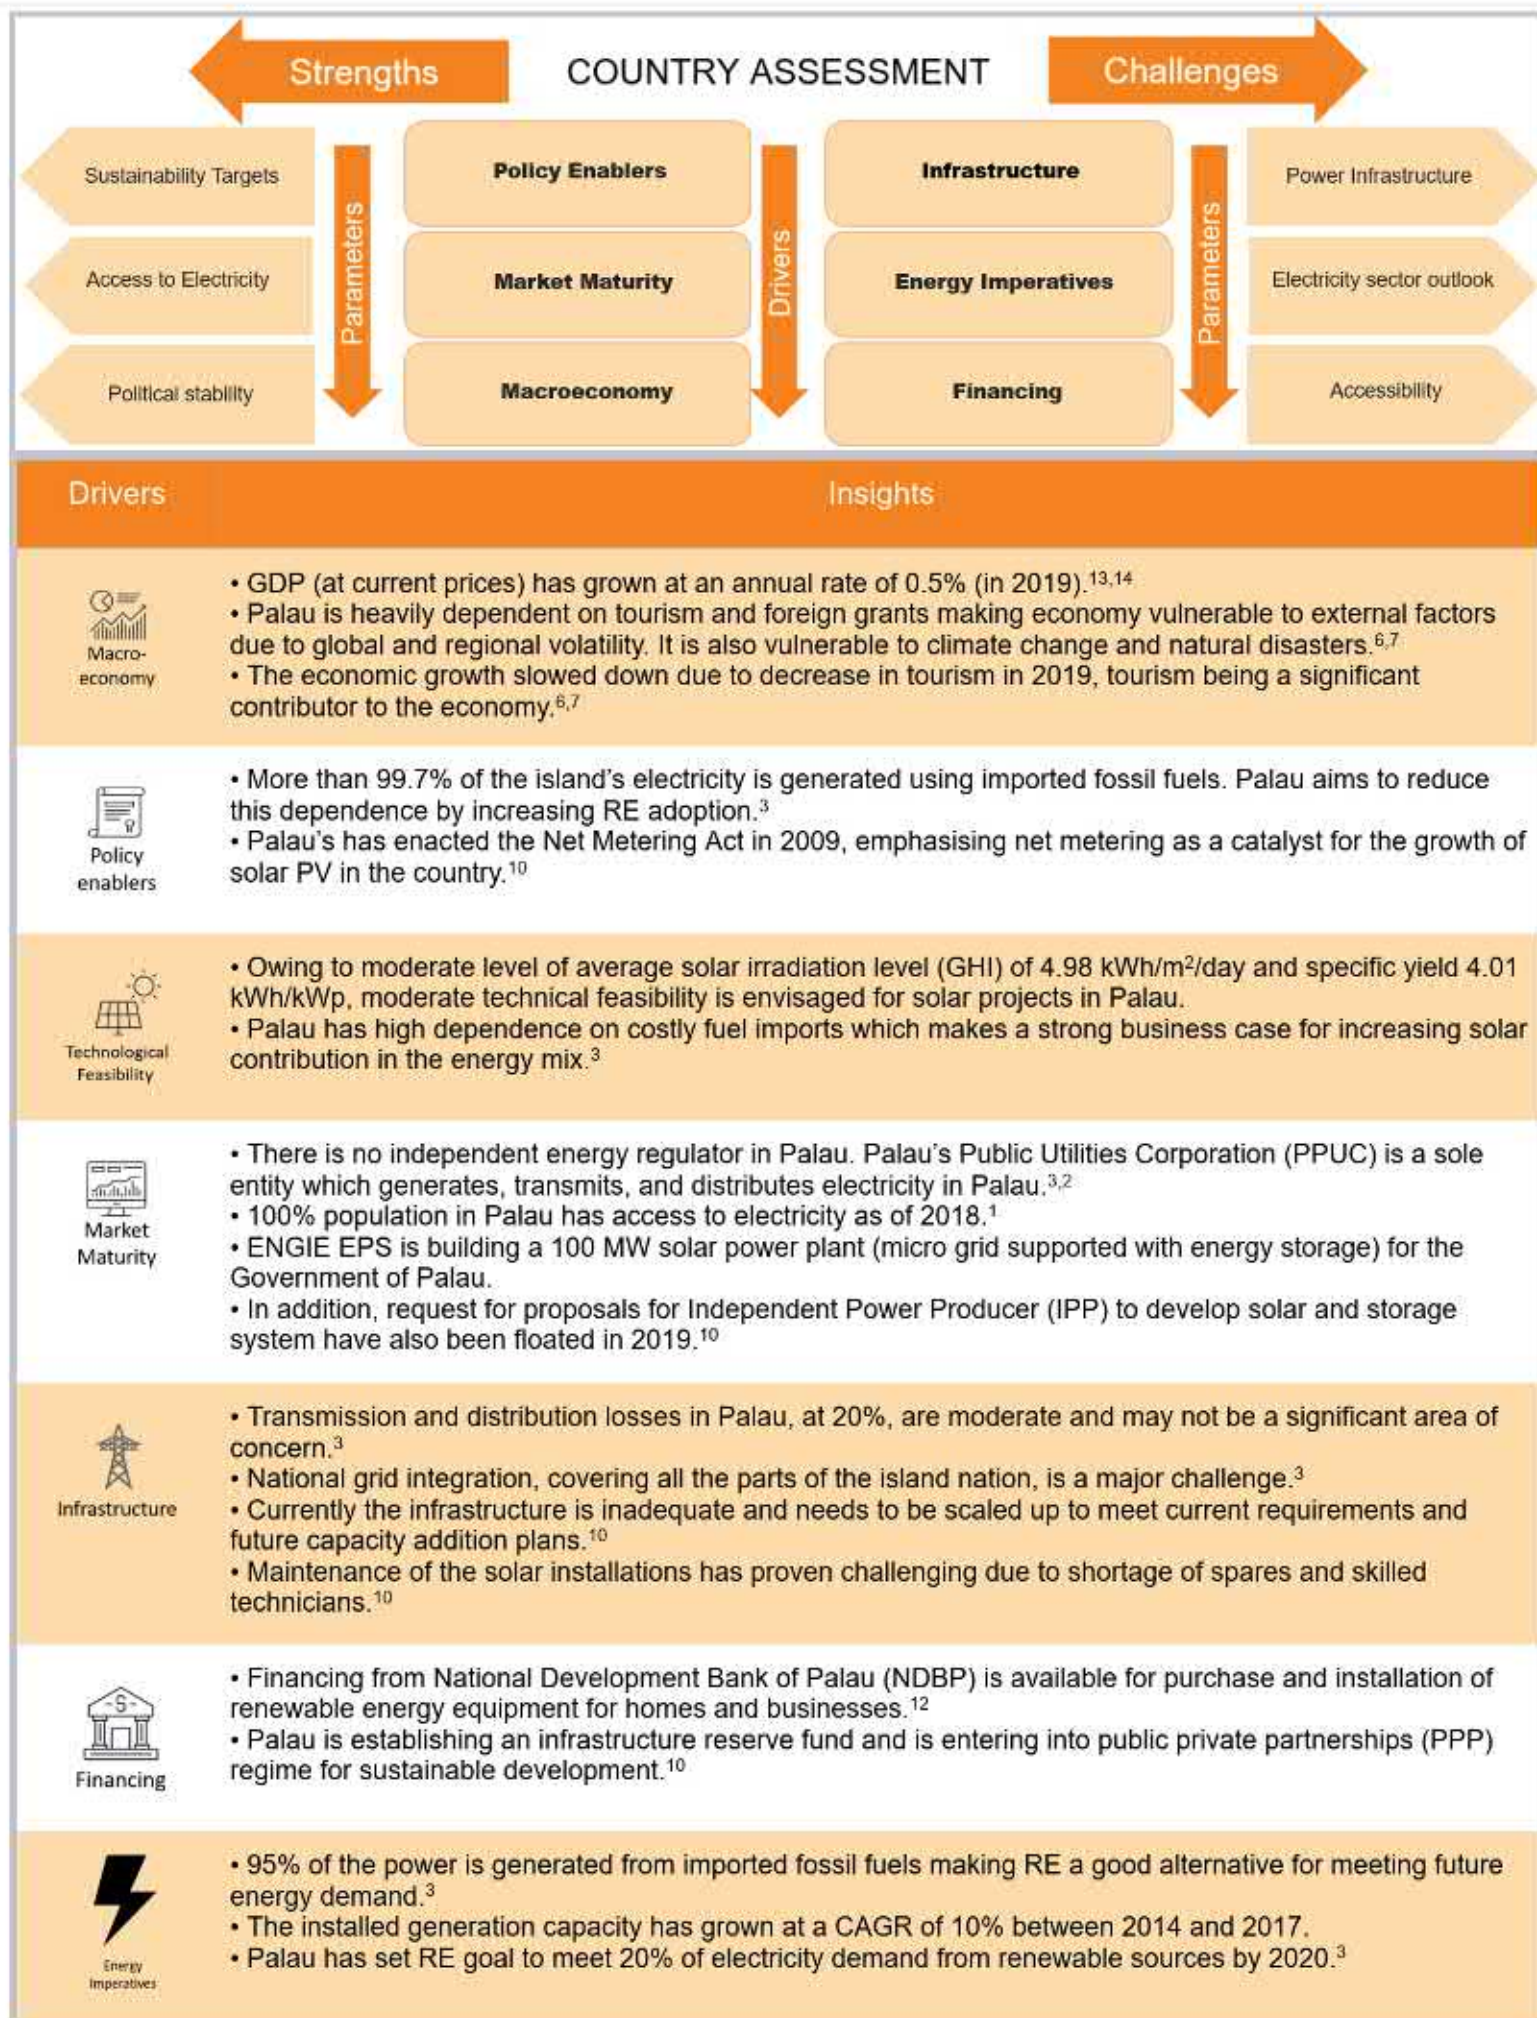 Strengths
COUNTRY ASSESSMENT
Challenges
Sustainability Targets
Policy Enablers
Infrastructure
Power Infrastructure
Parameters
Drivers
Parameters
Access to Electricity
Market Maturity
Energy Imperatives
Electricity sector outlook
Political stability
Macroeconomy
Financing
Accessibility
Drivers
Insights
Macro-
economy
• GDP (at current prices) has grown at an annual rate of 0.5% (in 2019).13,14
• Palau is heavily dependent on tourism and foreign grants making economy vulnerable to external factors
due to global and regional volatility. It is also vulnerable to climate change and natural disasters.6,7
• The economic growth slowed down due to decrease in tourism in 2019, tourism being a significant
contributor to the economy.6,7
Policy
enablers
• More than 99.7% of the island's electricity is generated using imported fossil fuels. Palau aims to reduce
this dependence by increasing RE adoption.3
• Palau's has enacted the Net Metering Act in 2009, emphasising net metering as a catalyst for the growth of
solar PV in the country.10
Technological
Feasibility
• Owing to moderate level of average solar irradiation level (GHI) of 4.98 kWh/m2/day and specific yield 4.01
kWh/kWp, moderate technical feasibility is envisaged for solar projects in Palau.
• Palau has high dependence on costly fuel imports which makes a strong business case for increasing solar
contribution in the energy mix.3
Market
Maturity
• There is no independent energy regulator in Palau. Palau's Public Utilities Corporation (PPUC) is a sole
entity which generates, transmits, and distributes electricity in Palau.3,2
• 100% population in Palau has access to electricity as of 2018.1
• ENGIE EPS is building a 100 MW solar power plant (micro grid supported with energy storage) for the
Government of Palau.
• In addition, request for proposals for Independent Power Producer (IPP) to develop solar and storage
system have also been floated in 2019.10
Infrastructure
• Transmission and distribution losses in Palau, at 20%, are moderate and may not be a significant area of
concern.3
• National grid integration, covering all the parts of the island nation, is a major challenge.3
• Currently the infrastructure is inadequate and needs to be scaled up to meet current requirements and
future capacity addition plans.10
• Maintenance of the solar installations has proven challenging due to shortage of spares and skilled
technicians.10
Financing
• Financing from National Development Bank of Palau (NDBP) is available for purchase and installation of
renewable energy equipment for homes and businesses.12
• Palau is establishing an infrastructure reserve fund and is entering into public private partnerships (PPP)
regime for sustainable development.10
Energy
Imperatives
• 95% of the power is generated from imported fossil fuels making RE a good alternative for meeting future
energy demand.3
• The installed generation capacity has grown at a CAGR of 10% between 2014 and 2017.
• Palau has set RE goal to meet 20% of electricity demand from renewable sources by 2020.3